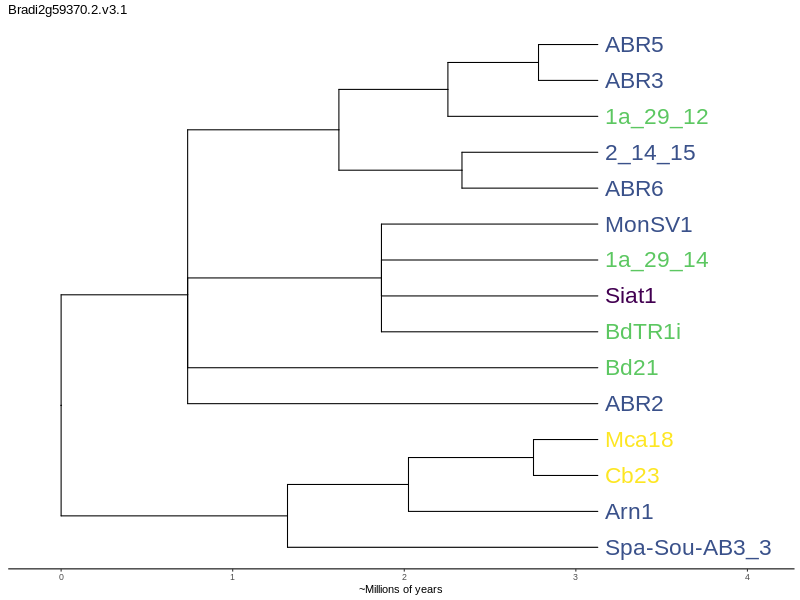 Bradi2g59370.2.v3.1
ABR5
ABR3
1a_29_12
2_14_15
ABR6
MonSV1
1a_29_14
Siat1
BdTR1i
Bd21
ABR2
Mca18
Cb23
Arn1
Spa-Sou-AB3_3
0 1 2 3 4
~Millions of years